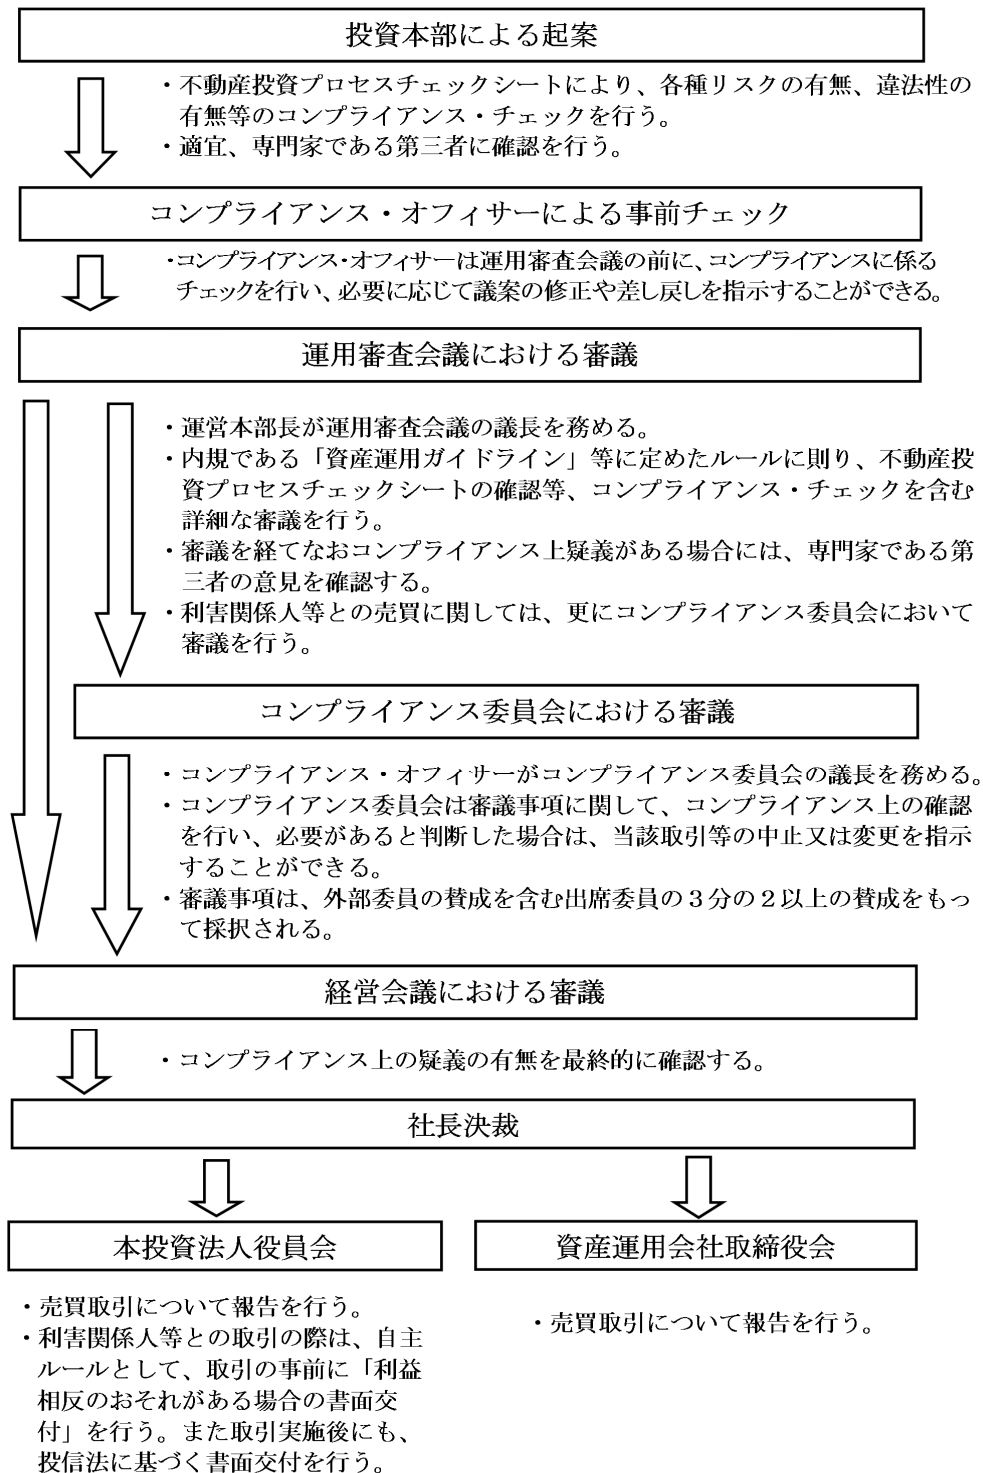 投資本部による起案
・不動産投資プロセスチェックシートにより、各種リスクの有無、違法性の
有無等のコンプライアンス・チェックを行う。
・適宜、専門家である第三者に確認を行う。
コンプライアンス・オフィサーによる事前チェック
・コンプライアンス・オフィサーは運用審査会議の前に、コンプライアンスに係る
チェックを行い、必要に応じて議案の修正や差し戻しを指示することができる。
運用審査会議における審議
・運営本部長が運用審査会議の議長を務める。
・内規である「資産運用ガイドライン」等に定めたルールに則り、不動産投
資プロセスチェックシートの確認等、コンプライアンス・チェックを含む
詳細な審議を行う。
・審議を経てなおコンプライアンス上疑義がある場合には、専門家である第
三者の意見を確認する。
・利害関係人等との売買に関しては、更にコンプライアンス委員会において
審議を行う。
コンプライアンス委員会における審議
・コンプライアンス・オフィサーがコンプライアンス委員会の議長を務める。
・コンプライアンス委員会は審議事項に関して、コンプライアンス上の確認
を行い、必要があると判断した場合は、当該取引等の中止又は変更を指示
することができる。
・審議事項は、外部委員の賛成を含む出席委員の３分の２以上の賛成をもっ
て採択される。
経営会議における審議
・コンプライアンス上の疑義の有無を最終的に確認する。
社長決裁
本投資法人役員会
・売買取引について報告を行う。
・利害関係人等との取引の際は、自主
ルールとして、取引の事前に「利益
相反のおそれがある場合の書面交
付」を行う。また取引実施後にも、
投信法に基づく書面交付を行う。
資産運用会社取締役会
・売買取引について報告を行う。